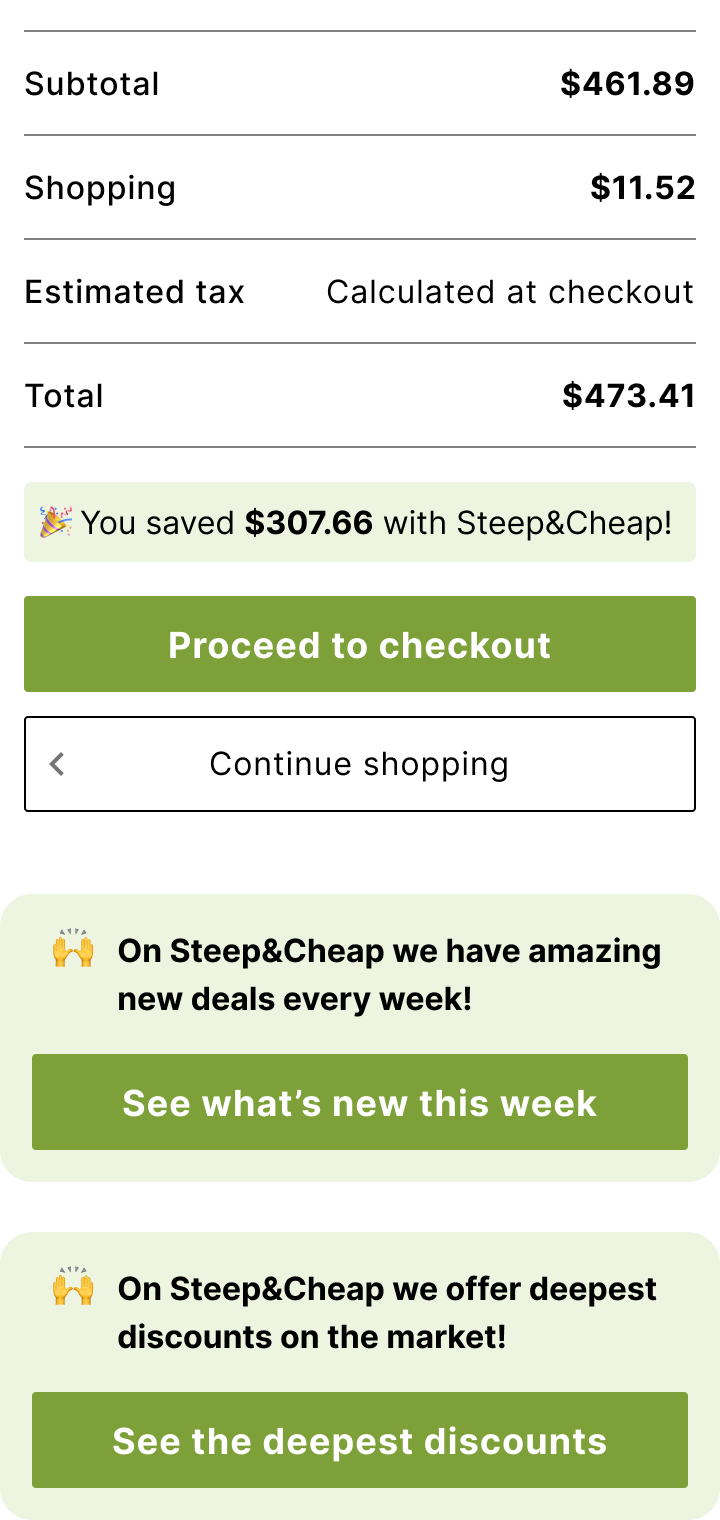 Subtotal $461.89
Shopping $11.52
Estimated tax Calculated at checkout
Total $473.41
🎉 You saved $307.66 with Steep&Cheap!
Proceed to checkout
Continue shopping
🙌 On Steep&Cheap we have amazing
new deals every week!
See what’s new this week
🙌 On Steep&Cheap we offer deepest
discounts on the market!
See the deepest discounts